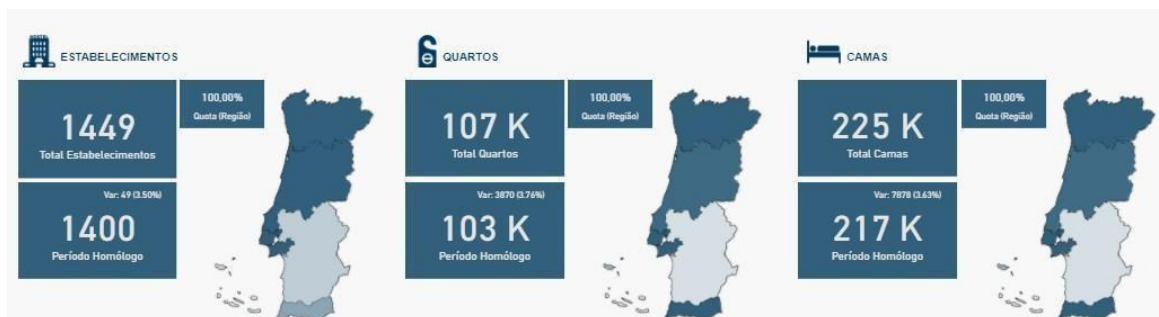 ESTABELECIMENTOS
1449
Total Estabelecimentos
100,00%
Quota (Região)
Var: 49 (3.50%)
1400
Período Homólogo
QUARTOS
107 K
Total Quartos
100,00%
Quota (Região)
Var: 3870 (3.76%)
103 K
Período Homólogo
CAMAS
225 K
Total Camas
100,00%
Quota (Região)
Var: 7878 (3.63%)
217 K
Período Homólogo